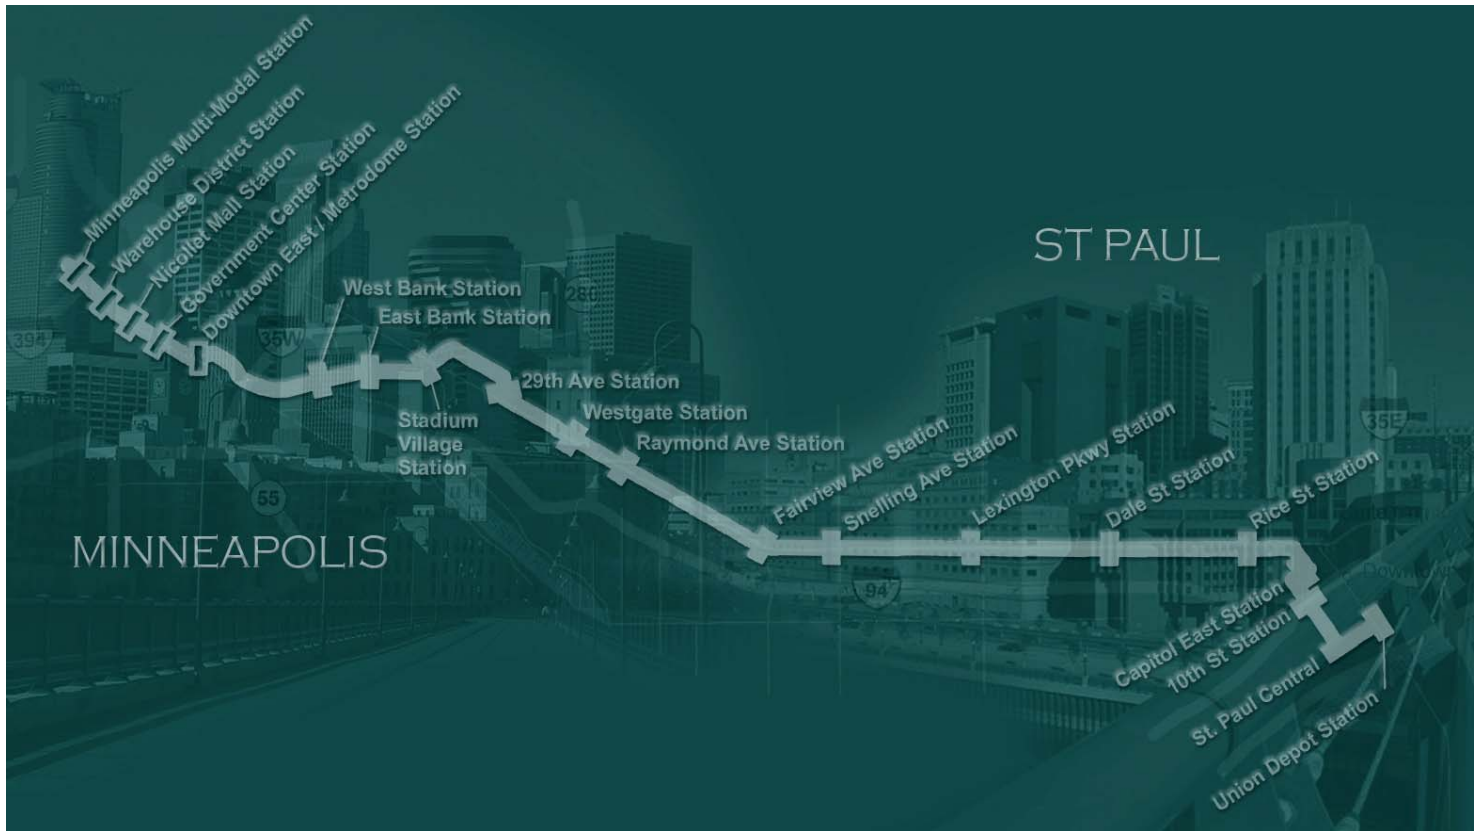 Minneapolis Multi-Modal Station
Warehouse District Station
Nicollet Mall Station
Government Center Station
Downtown East / Metrodome Station
West Bank Station
East Bank Station
Stadium
Village
Station
29th Ave Station
Westgate Station
Raymond Ave Station
Fairview Ave Station
Snelling Ave Station
Lexington Pkwy Station
Dale St Station
Rice St Station
Capitol East Station
10th St Station
St. Paul Central
Union Depot Station
ST PAUL
MINNEAPOLIS
394
35W
280
55
94
35E
Downtown